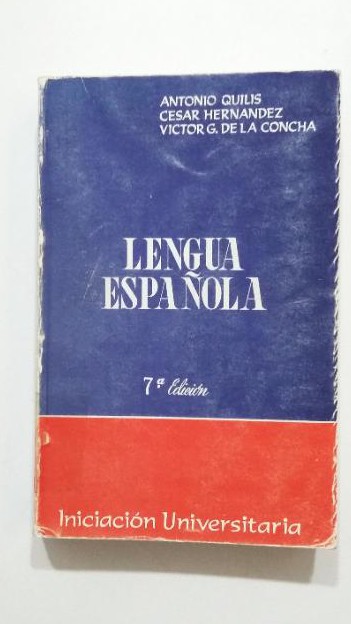 ANTONIO QUILIS
CESAR HERNANDEZ
VICTOR G. DE LA CONCHA
LENGUA
ESPAÑOLA
7ª Edición
Iniciación Universitaria